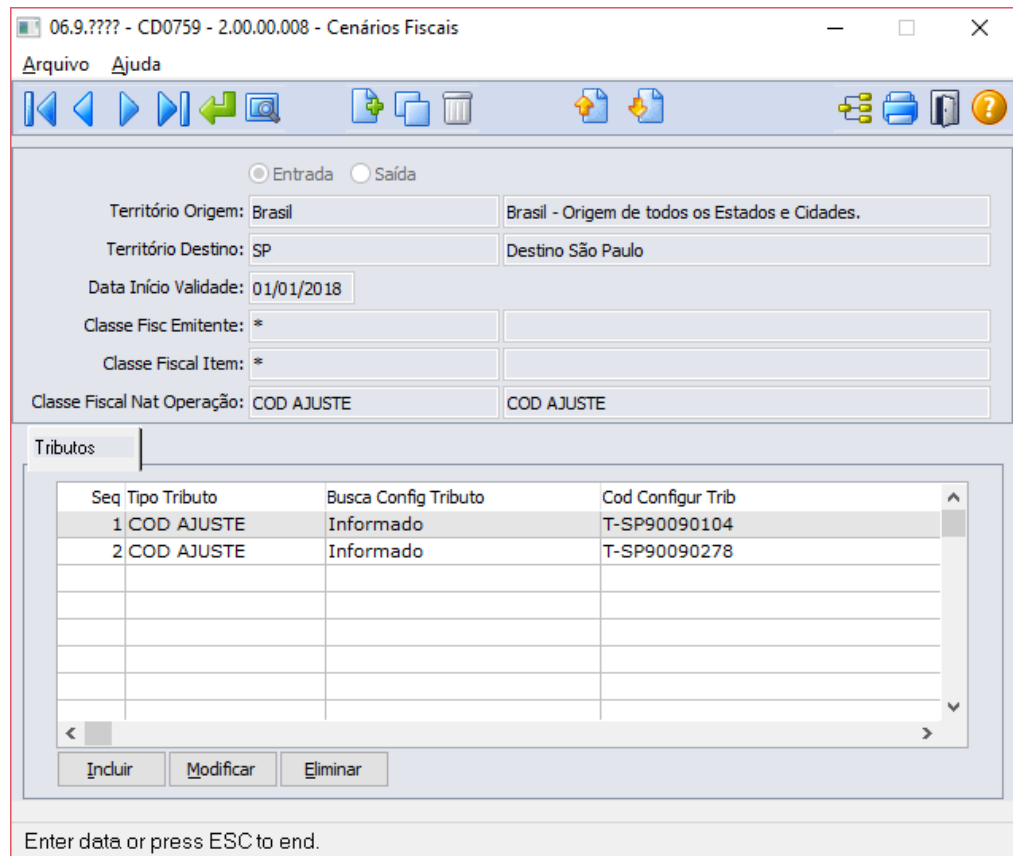 06.9.???? - CD0759 - 2.00.00.008 - Cenários Fiscais
Arquivo Ajuda
Entrada Saída
Território Origem: Brasil Brasil - Origem de todos os Estados e Cidades.
Território Destino: SP Destino São Paulo
Data Início Validade: 01/01/2018
Classe Fisc Emitente: *
Classe Fiscal Item: *
Classe Fiscal Nat Operação: COD AJUSTE COD AJUSTE
Tributos
Seq Tipo Tributo Busca Config Tributo Cod Configur Trib
1 COD AJUSTE Informado T-SP90090104
2 COD AJUSTE Informado T-SP90090278
Incluir Modificar Eliminar
Enter data or press ESC to end.